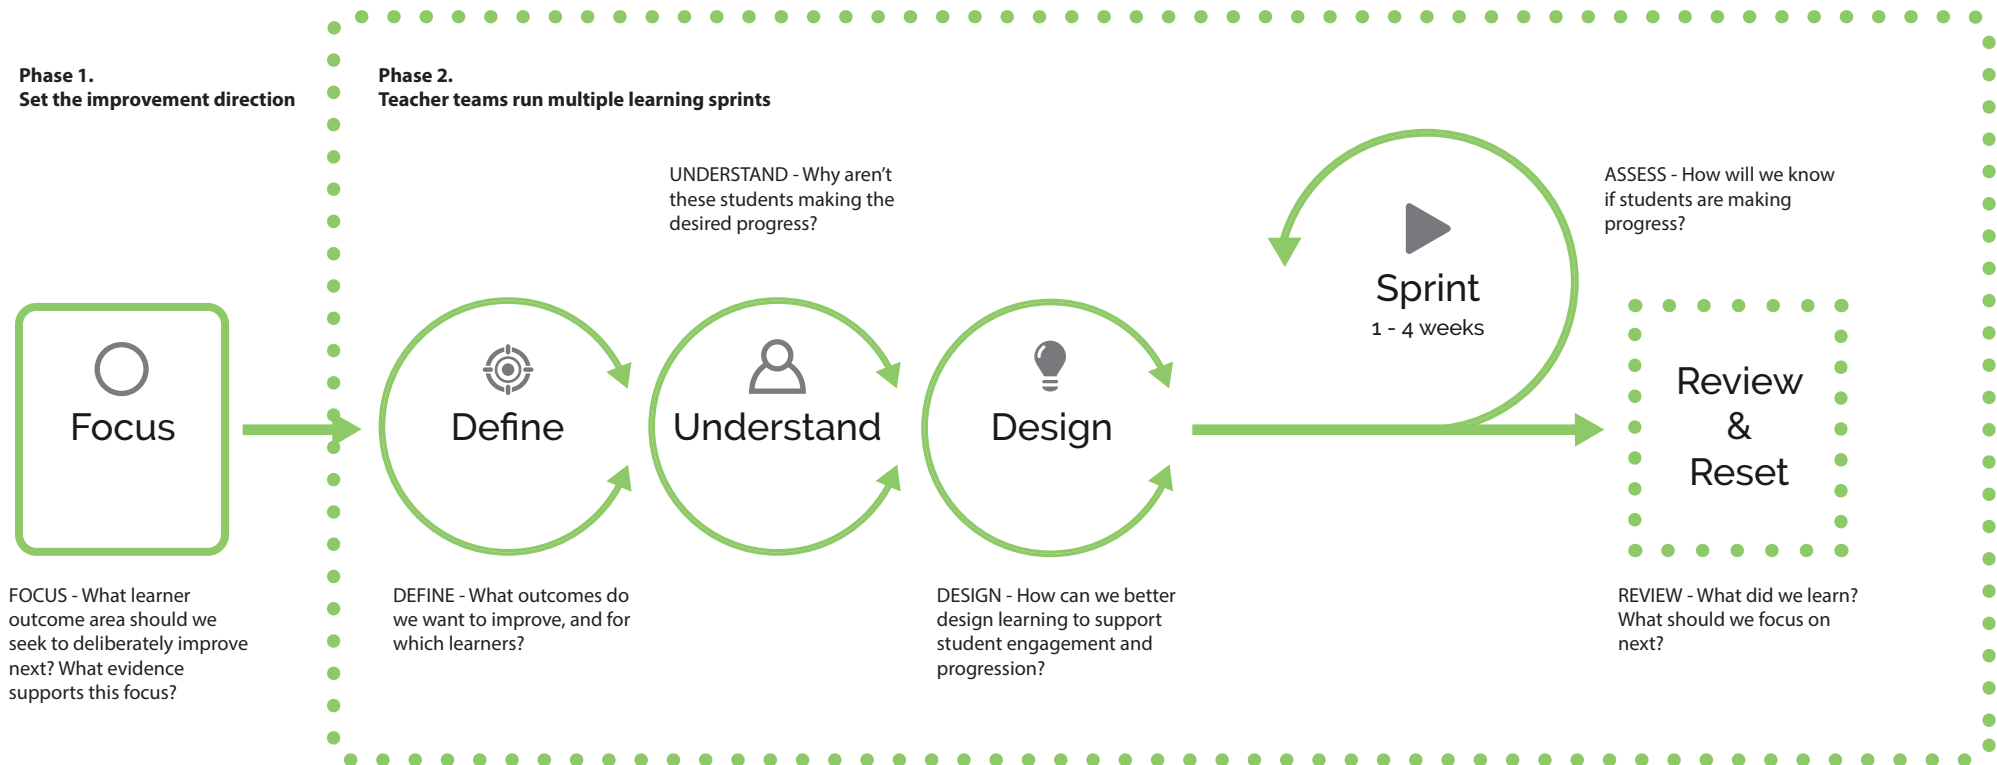 Phase 1.
Set the improvement direction
Phase 2.
Teacher teams run multiple learning sprints
UNDERSTAND - Why aren’t
these students making the
desired progress?
ASSESS - How will we know
if students are making
progress?
Focus
Define
Understand
Design
Sprint
1 - 4 weeks
Review
&
Reset
FOCUS - What learner
outcome area should we
seek to deliberately improve
next? What evidence
supports this focus?
DEFINE - What outcomes do
we want to improve, and for
which learners?
DESIGN - How can we better
design learning to support
student engagement and
progression?
REVIEW - What did we learn?
What should we focus on
next?